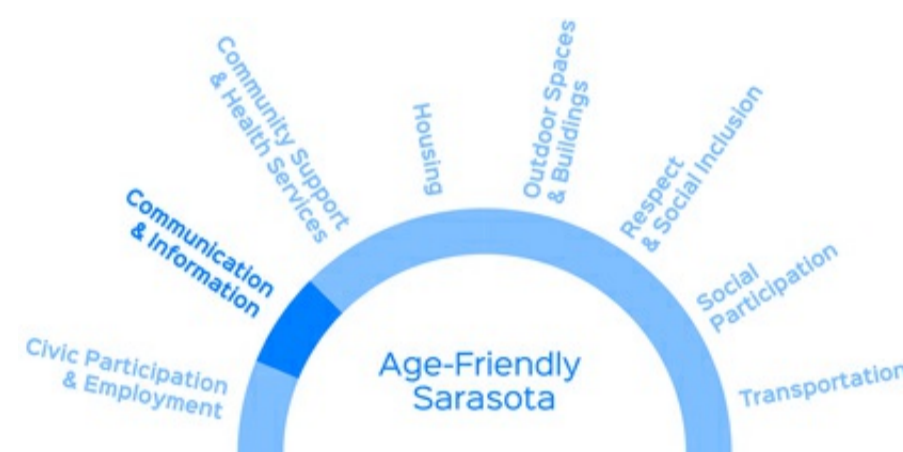 Civic Participation
& Employment
Communication
& Information
Community Support
& Health Services
Housing
Outdoor Spaces
& Buildings
Respect
& Social Inclusion
Social
Participation
Transportation
Age-Friendly
Sarasota